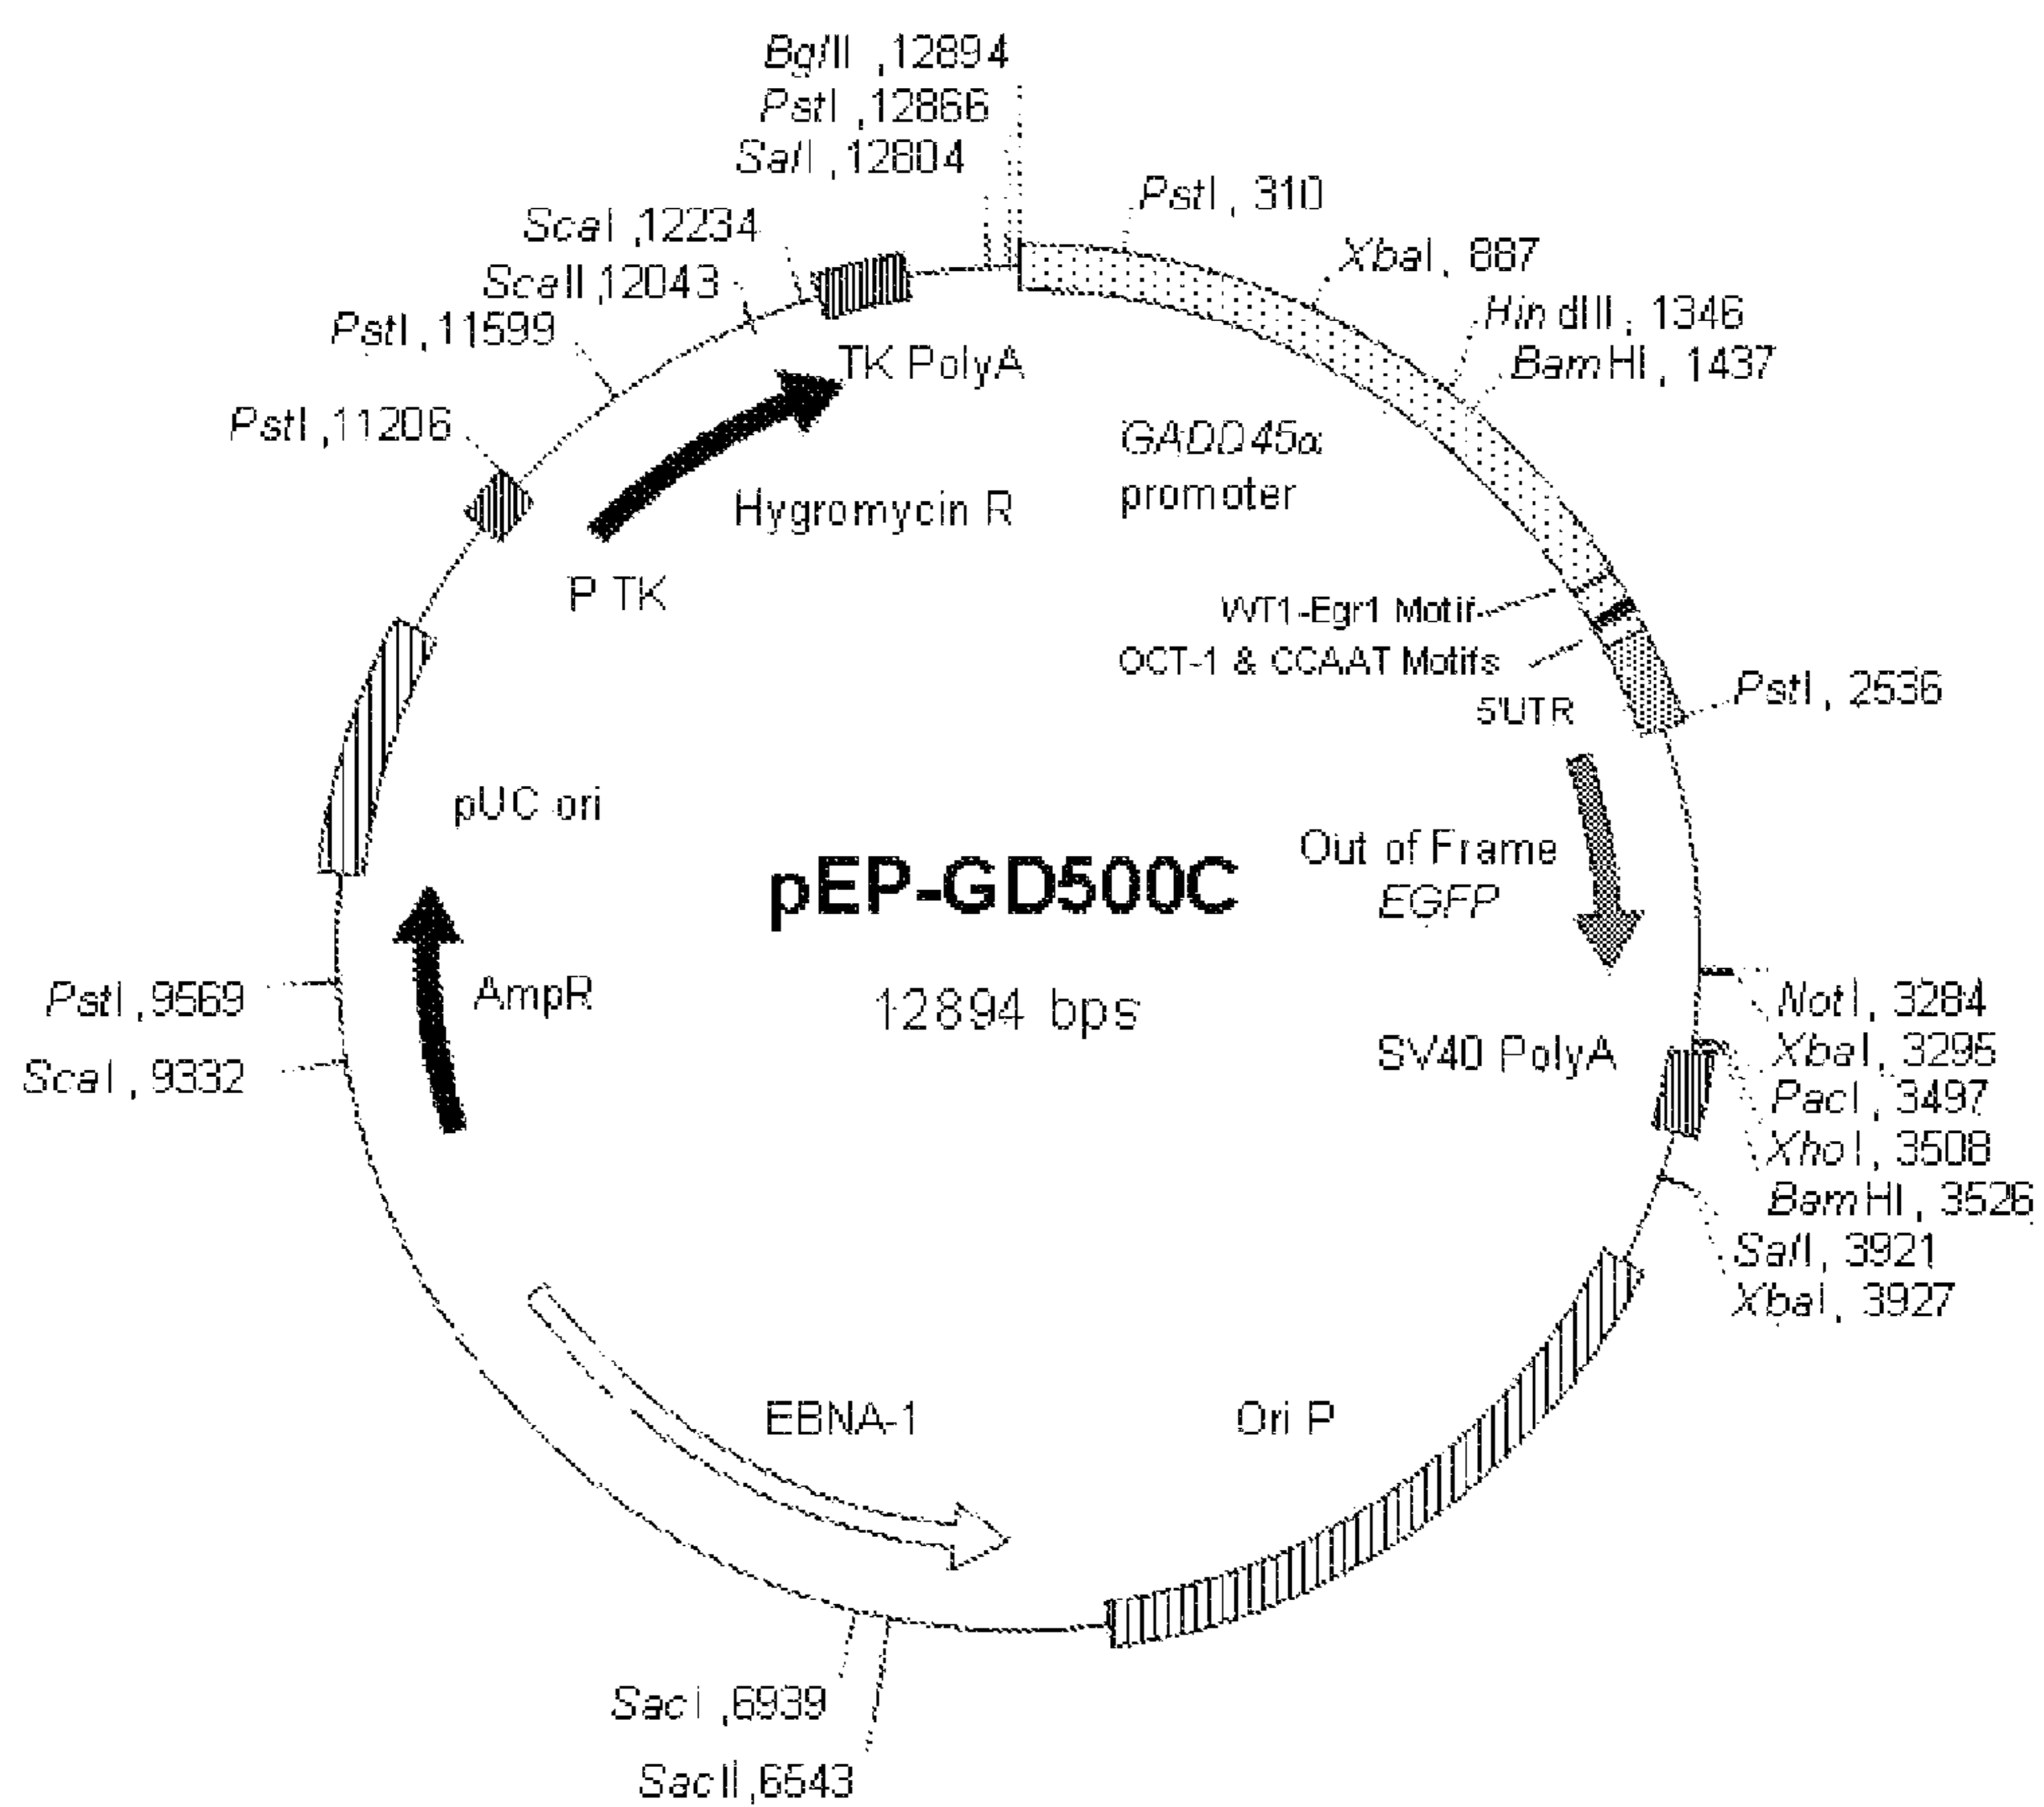 BglII ,12894
PstI ,12866
SalI ,12804
ScaI ,12234
ScaII,12043
PstI ,11599
PstI ,11206
PstI , 310
XbaI , 887
Hin dIII , 1346
BamHI , 1437
TK PolyA
GADD45α
promoter
Hygromycin R
P TK
WT1-Egr1 Motif
OCT-1 & CCAAT Motifs
5'UTR
PstI , 2536
pUC ori
Out of Frame
EGFP
pEP-GD500C
12894 bps
AmpR
PstI ,9569
ScaI , 9332
NotI , 3284
SV40 PolyA
XbaI , 3295
PacI , 3497
XhoI , 3508
BamHI , 3526
SalI , 3921
XbaI , 3927
EBNA-1
Ori P
SacI ,6939
SacII,6543